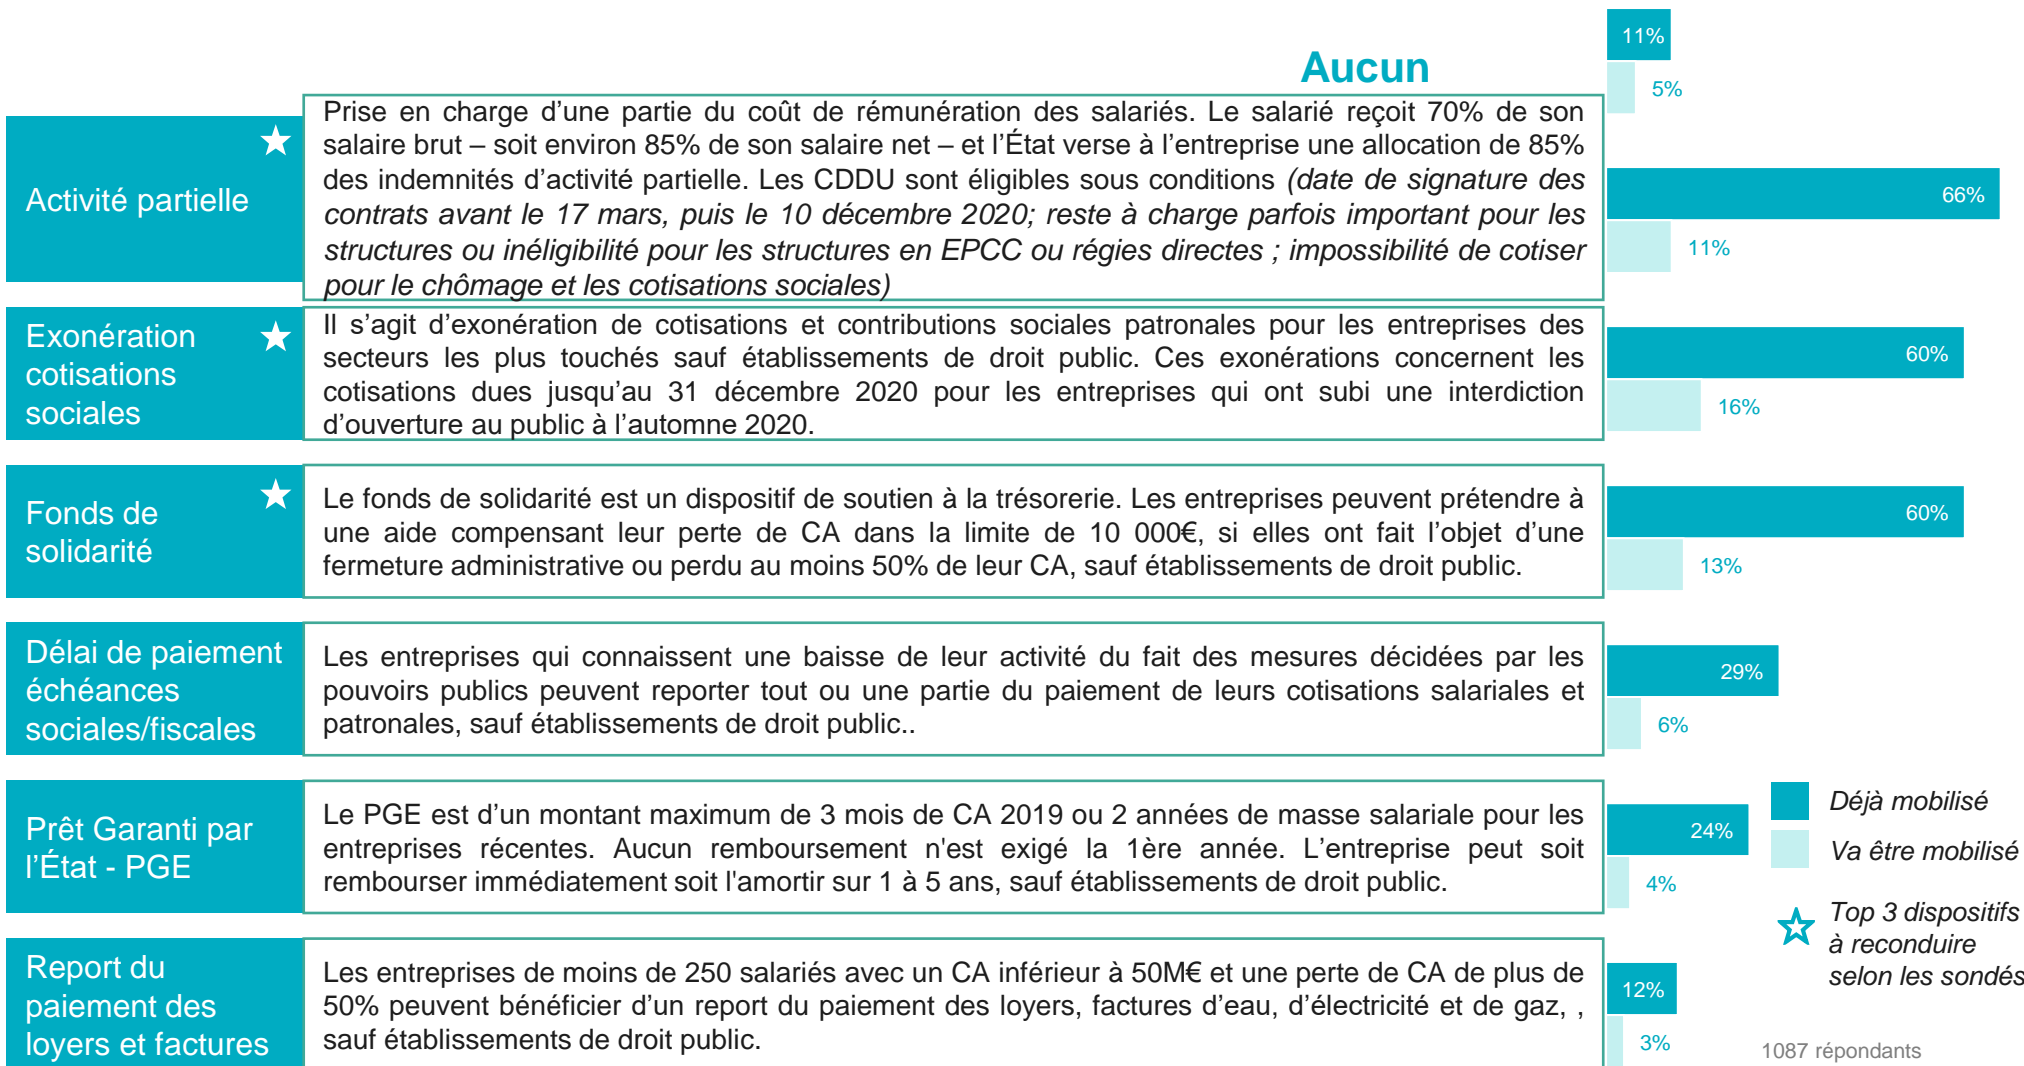 Aucun
11%
5%
Activité partielle
Prise en charge d’une partie du coût de rémunération des salariés. Le salarié reçoit 70% de son
salaire brut – soit environ 85% de son salaire net – et l’État verse à l’entreprise une allocation de 85%
des indemnités d’activité partielle. Les CDDU sont éligibles sous conditions (date de signature des
contrats avant le 17 mars, puis le 10 décembre 2020; reste à charge parfois important pour les
structures ou inéligibilité pour les structures en EPCC ou régies directes ; impossibilité de cotiser
pour le chômage et les cotisations sociales)
66%
11%
Exonération
cotisations
sociales
Il s’agit d’exonération de cotisations et contributions sociales patronales pour les entreprises des
secteurs les plus touchés sauf établissements de droit public. Ces exonérations concernent les
cotisations dues jusqu’au 31 décembre 2020 pour les entreprises qui ont subi une interdiction
d’ouverture au public à l’automne 2020.
60%
16%
Fonds de
solidarité
Le fonds de solidarité est un dispositif de soutien à la trésorerie. Les entreprises peuvent prétendre à
une aide compensant leur perte de CA dans la limite de 10 000€, si elles ont fait l’objet d’une
fermeture administrative ou perdu au moins 50% de leur CA, sauf établissements de droit public.
60%
13%
Délai de paiement
échéances
sociales/fiscales
Les entreprises qui connaissent une baisse de leur activité du fait des mesures décidées par les
pouvoirs publics peuvent reporter tout ou une partie du paiement de leurs cotisations salariales et
patronales, sauf établissements de droit public..
29%
6%
Prêt Garanti par
l’État - PGE
Le PGE est d’un montant maximum de 3 mois de CA 2019 ou 2 années de masse salariale pour les
entreprises récentes. Aucun remboursement n'est exigé la 1ère année. L’entreprise peut soit
rembourser immédiatement soit l'amortir sur 1 à 5 ans, sauf établissements de droit public.
24%
4%
Report du
paiement des
loyers et factures
Les entreprises de moins de 250 salariés avec un CA inférieur à 50M€ et une perte de CA de plus de
50% peuvent bénéficier d’un report du paiement des loyers, factures d’eau, d’électricité et de gaz, ,
sauf établissements de droit public.
12%
3%
Déjà mobilisé
Va être mobilisé
Top 3 dispositifs
à reconduire
selon les sondés
1087 répondants